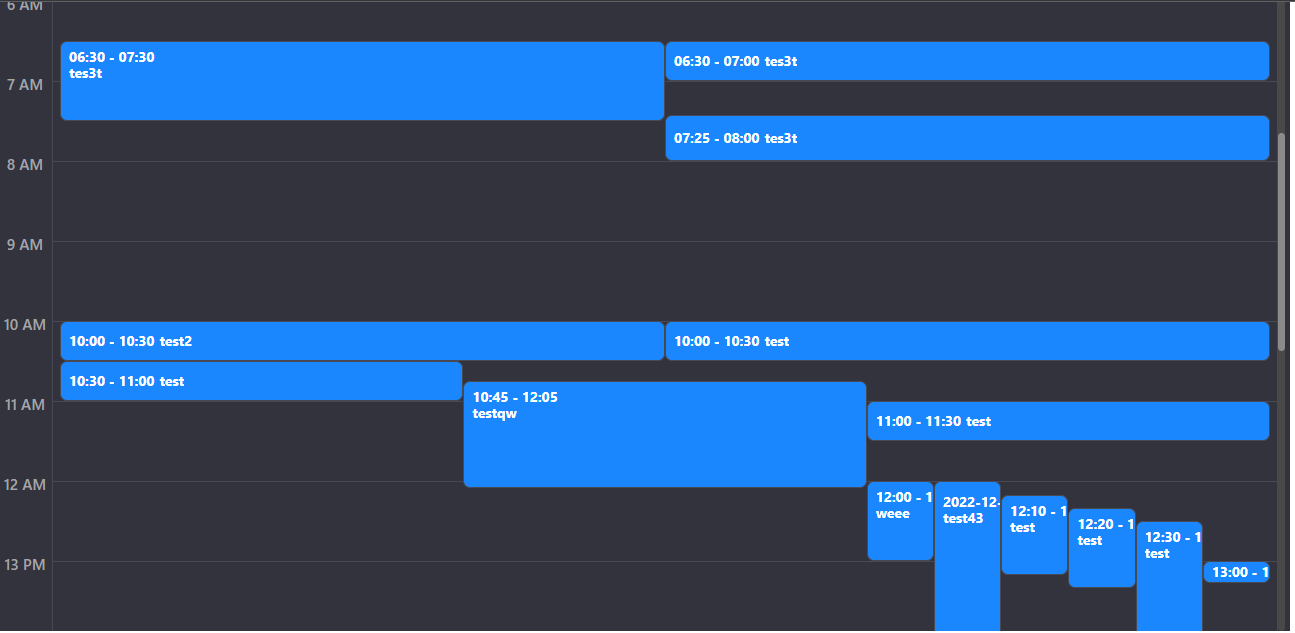 6 AM
06:30 - 07:30
tes3t
06:30 - 07:00 tes3t
7 AM
07:25 - 08:00 tes3t
8 AM
9 AM
10 AM
10:00 - 10:30 test2
10:00 - 10:30 test
10:30 - 11:00 test
10:45 - 12:05
testqw
11 AM
11:00 - 11:30 test
12 AM
12:00 - 1
weee
2022-12-
test43
12:10 - 1
test
12:20 - 1
test
12:30 - 1
test
13 PM
13:00 - 1